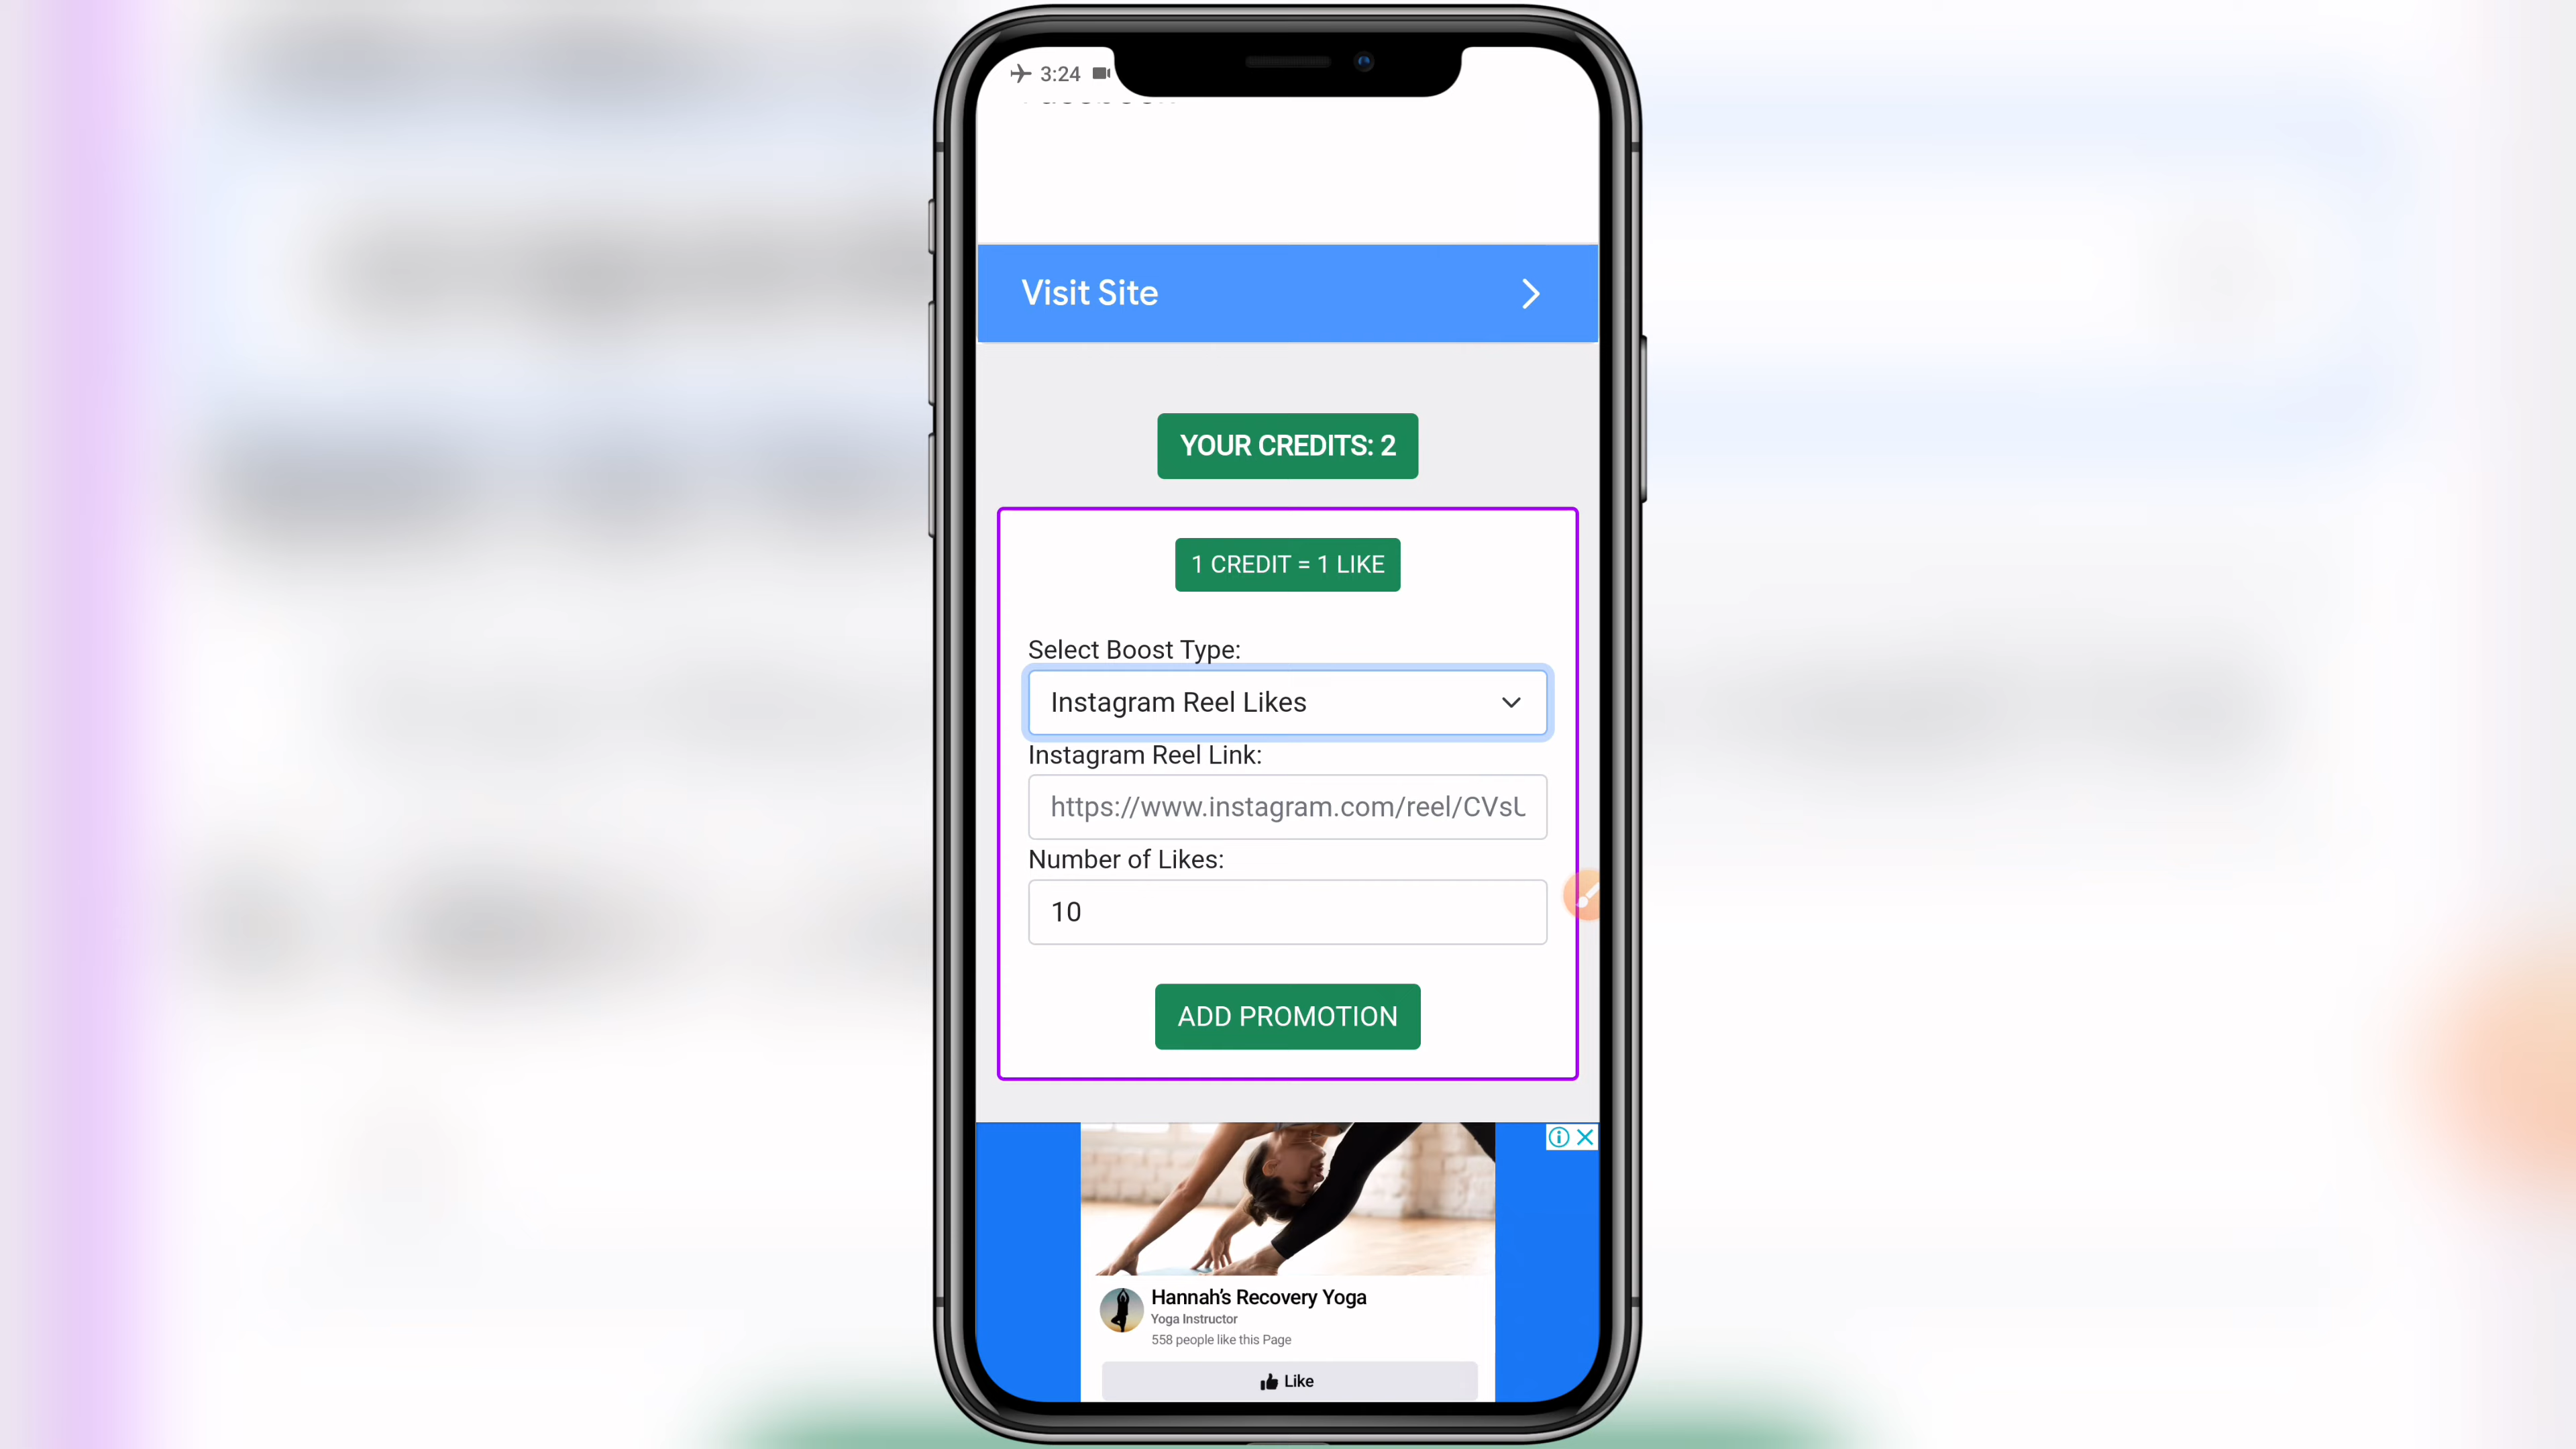 3:24
Visit Site
YOUR CREDITS: 2
1 CREDIT = 1 LIKE
Select Boost Type:
Instagram Reel Likes
Instagram Reel Link:
https://www.instagram.com/reel/CVsU
Number of Likes:
10
ADD PROMOTION
Hannah's Recovery Yoga
Yoga Instructor
558 people like this Page
Like